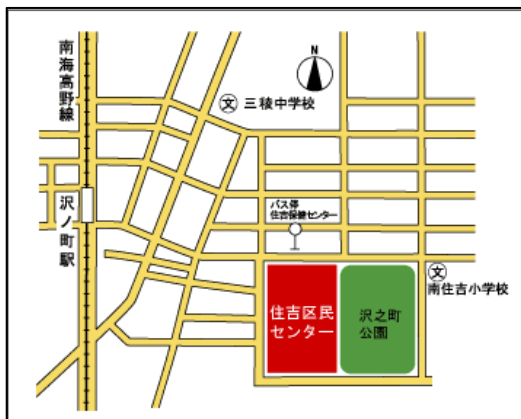 南海高野線
N
文
三稜中学校
バス停
住吉保健センター
沢ノ町駅
文
南住吉小学校
住吉区民
センター
沢之町
公園